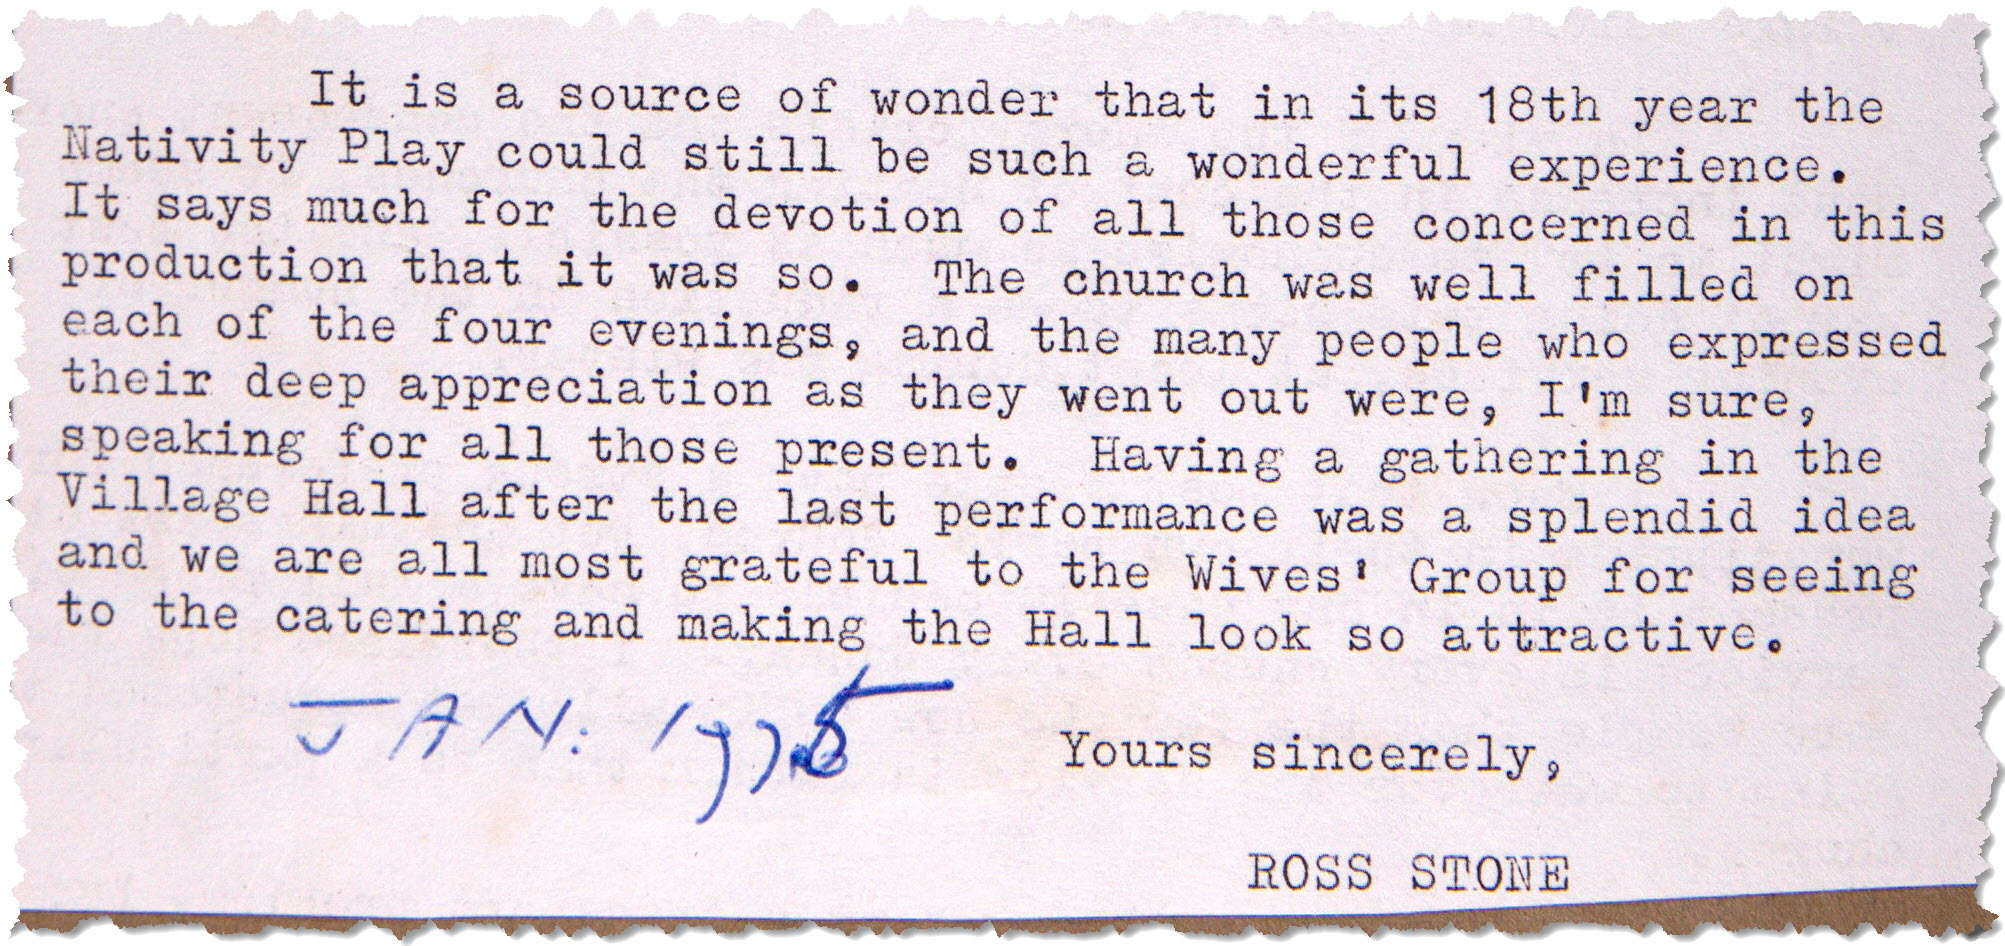 It is a source of wonder that in its 18th year the
Nativity Play could still be such a wonderful experience.
It says much for the devotion of all those concerned in this
production that it was so. The church was well filled on
each of the four evenings, and the many people who expressed
their deep appreciation as they went out were, I'm sure,
speaking for all those present. Having a gathering in the
Village Hall after the last performance was a splendid idea
and we are all most grateful to the Wives' Group for seeing
to the catering and making the Hall look so attractive.
JAN: 1975
Yours sincerely,
ROSS STONE